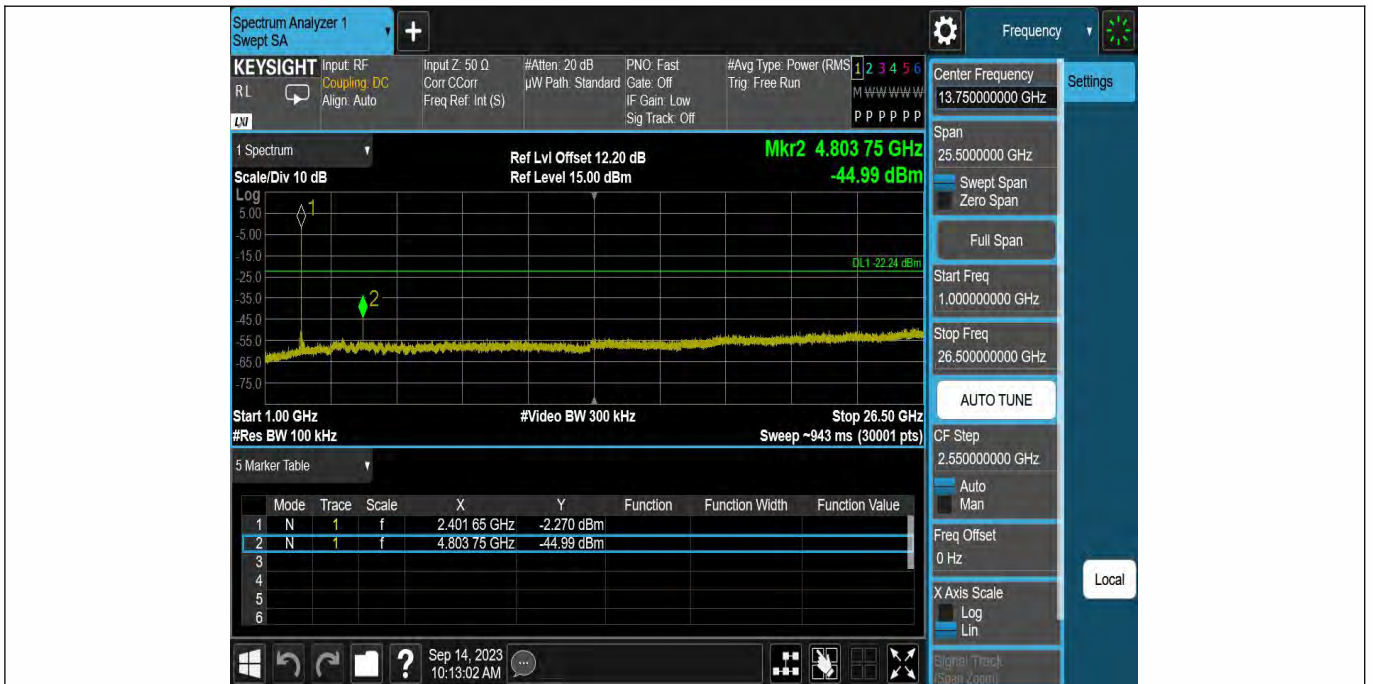 Spectrum Analyzer 1
Swept SA
+
Frequency
KEYSIGHT
R L
LXI
Input: RF
Coupling: DC
Align: Auto
Input Z: 50 Ω
Corr CCorr
Freq Ref: Int (S)
#Atten: 20 dB
µW Path: Standard
PNO: Fast
Gate: Off
IF Gain: Low
Sig Track: Off
#Avg Type: Power (RMS
Trig: Free Run
1 2 3 4 5 6
M W W W W W
P P P P P P
1 Spectrum
Scale/Div 10 dB
Ref Lvl Offset 12.20 dB
Ref Level 15.00 dBm
Mkr2 4.803 75 GHz
-44.99 dBm
Log
5.00
-5.00
-15.0
-25.0
-35.0
-45.0
-55.0
-65.0
-75.0
1
2
DL1 -22.24 dBm
Start 1.00 GHz
#Res BW 100 kHz
#Video BW 300 kHz
Stop 26.50 GHz
Sweep ~943 ms (30001 pts)
5 Marker Table
Mode Trace Scale X Y Function Function Width Function Value
1 N 1 f 2.401 65 GHz -2.270 dBm
2 N 1 f 4.803 75 GHz -44.99 dBm
3
4
5
6
?
Sep 14, 2023
10:13:02 AM
Center Frequency
13.750000000 GHz
Settings
Span
25.5000000 GHz
Swept Span
Zero Span
Full Span
Start Freq
1.000000000 GHz
Stop Freq
26.500000000 GHz
AUTO TUNE
CF Step
2.550000000 GHz
Auto
Man
Freq Offset
0 Hz
X Axis Scale
Log
Lin
Signal Track
(Span Zoom)
Local